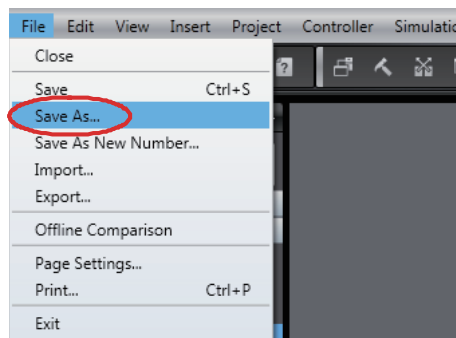 File Edit View Insert Project Controller Simulatio
Close
Save Ctrl+S
Save As...
Save As New Number...
Import...
Export...
Offline Comparison
Page Settings...
Print... Ctrl+P
Exit